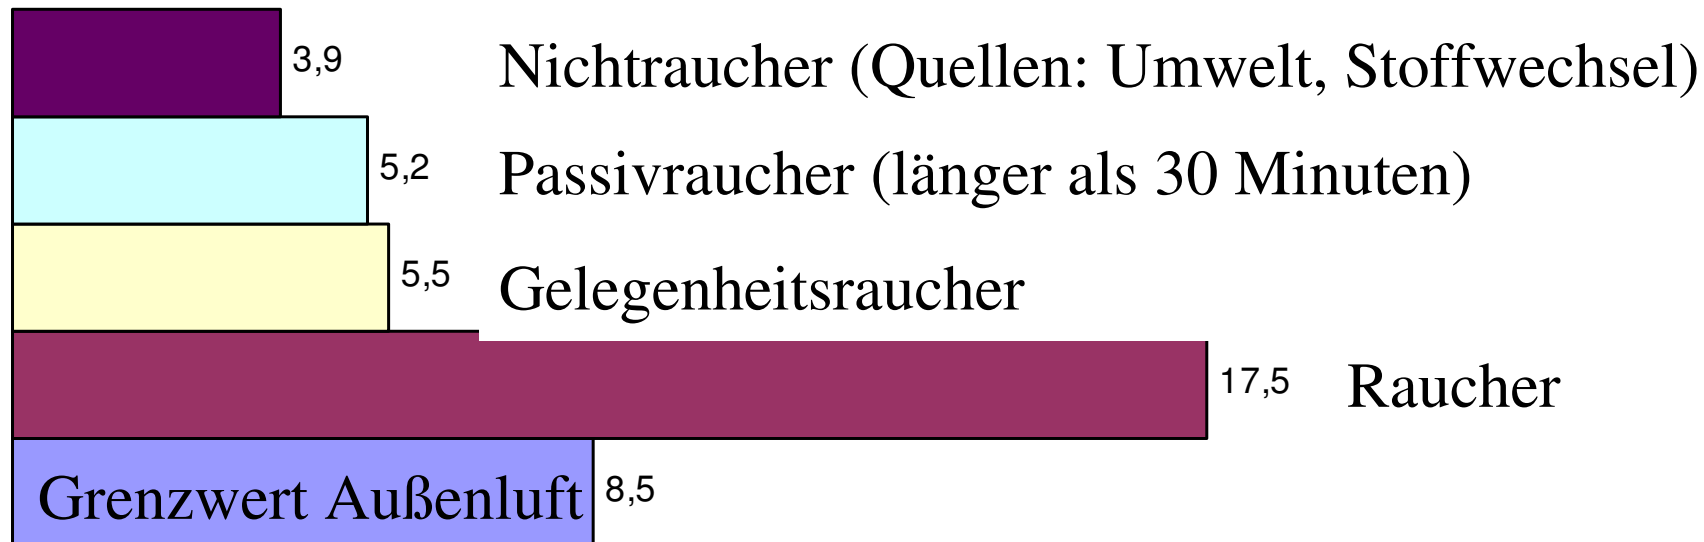 3,9 Nichtraucher (Quellen: Umwelt, Stoffwechsel)
5,2 Passivraucher (länger als 30 Minuten)
5,5 Gelegenheitsraucher
17,5 Raucher
Grenzwert Außenluft 8,5